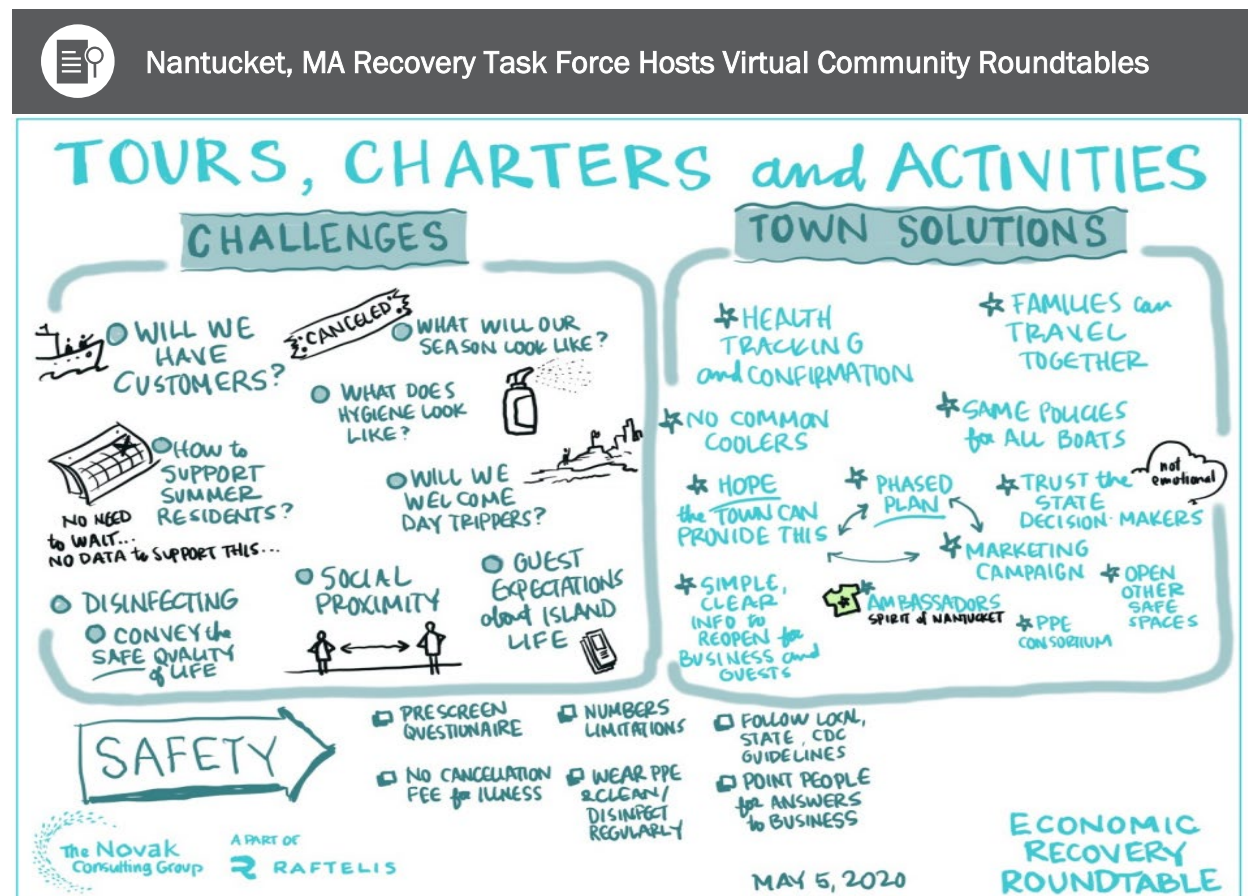 Nantucket, MA Recovery Task Force Hosts Virtual Community Roundtables
TOURS, CHARTERS and ACTIVITIES
CHALLENGES
WILL WE
HAVE
CUSTOMERS?
CANCELED
WHAT WILL OUR
SEASON LOOK LIKE?
WHAT DOES
HYGIENE LOOK
LIKE?
HOW to
SUPPORT
SUMMER
RESIDENTS?
NO NEED
to WAIT...
NO DATA to SUPPORT THIS...
WILL WE
WELCOME
DAY TRIPPERS?
DISINFECTING
CONVEY the
SAFE QUALITY
of LIFE
SOCIAL
PROXIMITY
GUEST
EXPECTATIONS
about ISLAND
LIFE
TOWN SOLUTIONS
HEALTH
TRACKING
and CONFIRMATION
FAMILIES can
TRAVEL
TOGETHER
NO COMMON
COOLERS
SAME POLICIES
for ALL BOATS
HOPE
the TOWN CAN
PROVIDE THIS
PHASED
PLAN
TRUST the
STATE
DECISION-MAKERS
not
emotional
MARKETING
CAMPAIGN
SIMPLE,
CLEAR
INFO to
REOPEN for
BUSINESS and
GUESTS
AMBASSADORS
SPIRIT of NANTUCKET
PPE
CONSORTIUM
OPEN
OTHER
SAFE
SPACES
SAFETY
PRESCREEN
QUESTIONAIRE
NUMBERS
LIMITATIONS
FOLLOW LOCAL,
STATE, CDC
GUIDELINES
NO CANCELLATION
FEE for ILLNESS
WEAR PPE
& CLEAN/
DISINFECT
REGULARLY
POINT PEOPLE
for ANSWERS
to BUSINESS
The Novak
Consulting Group
A PART OF
RAFTELIS
MAY 5, 2020
ECONOMIC
RECOVERY
ROUNDTABLE